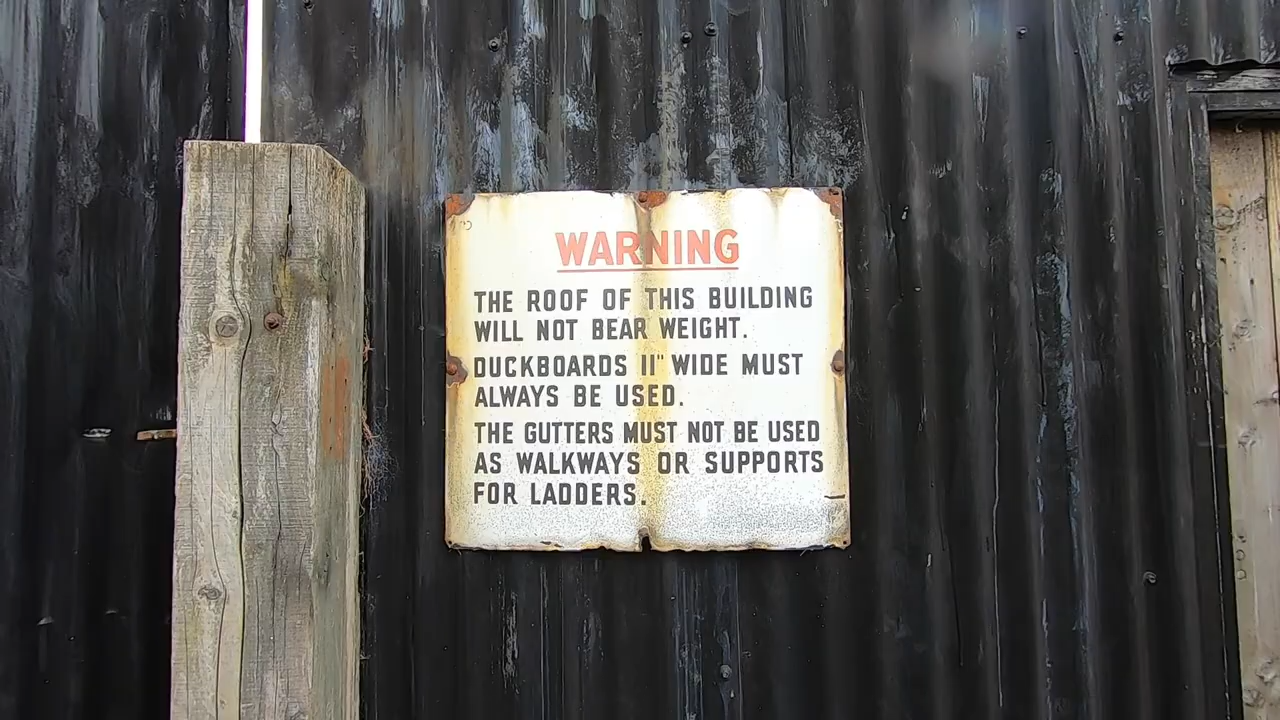 WARNING
THE ROOF OF THIS BUILDING
WILL NOT BEAR WEIGHT.
DUCKBOARDS 11" WIDE MUST
ALWAYS BE USED.
THE GUTTERS MUST NOT BE USED
AS WALKWAYS OR SUPPORTS
FOR LADDERS.